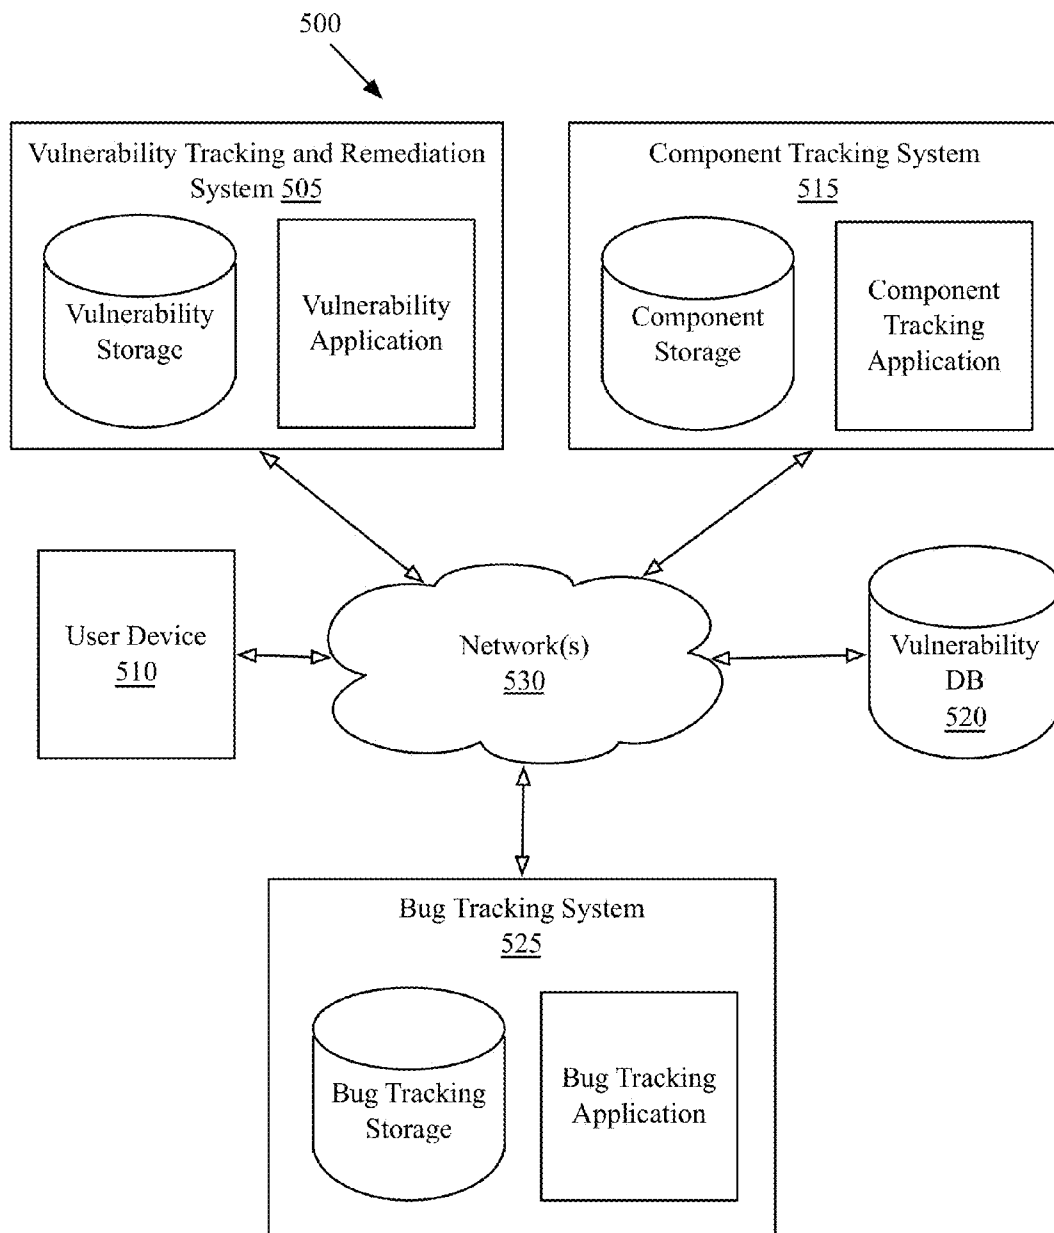 500
Vulnerability Tracking and Remediation
System 505
Vulnerability
Storage
Vulnerability
Application
Component Tracking System
515
Component
Storage
Component
Tracking
Application
User Device
510
Network(s)
530
Vulnerability
DB
520
Bug Tracking System
525
Bug Tracking
Storage
Bug Tracking
Application